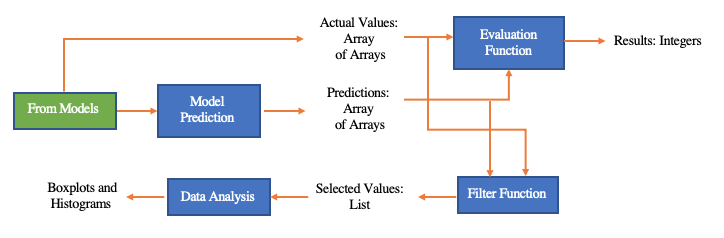 Actual Values:
Array
of Arrays
Evaluation
Function
Results: Integers
From Models
Model
Prediction
Predictions:
Array
of Arrays
Boxplots and
Histograms
Data Analysis
Selected Values:
List
Filter Function